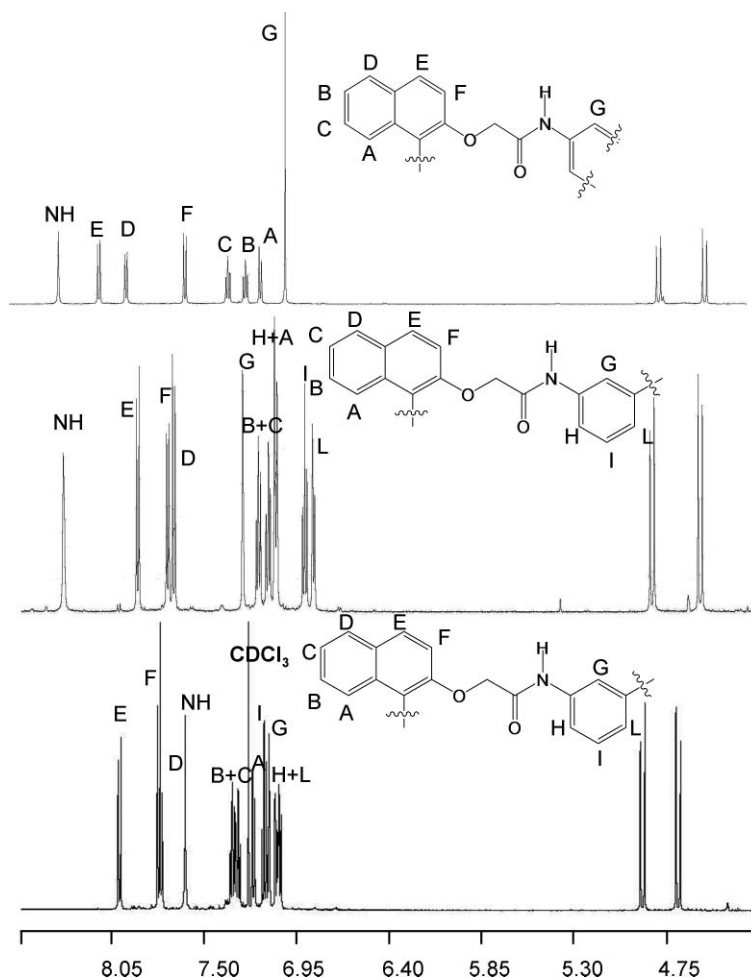 G
D E
B F H
C G
O N
A
O
NH
E D
F
C B A
H+A
D E
C F H
I B G
G
O N
A
E F
NH
B+C
O
H L
L
D
I
D E
CDCl3
C F H
F G
NH
B O N
E A
I
G
D
B+C A H+L
O
H L
I
8.05 7.50 6.95 6.40 5.85 5.30 4.75